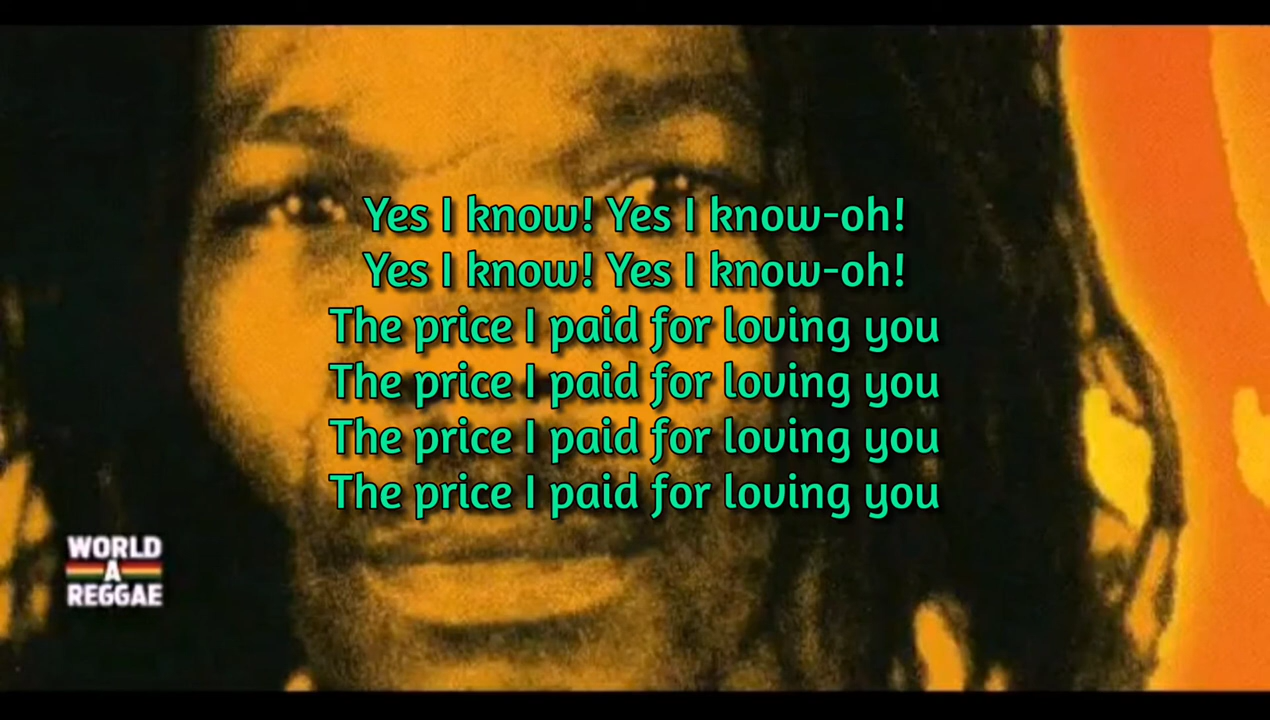 Yes I know! Yes I know-oh!
Yes I know! Yes I know-oh!
The price I paid for loving you
The price I paid for loving you
The price I paid for loving you
The price I paid for loving you
WORLD
A
REGGAE